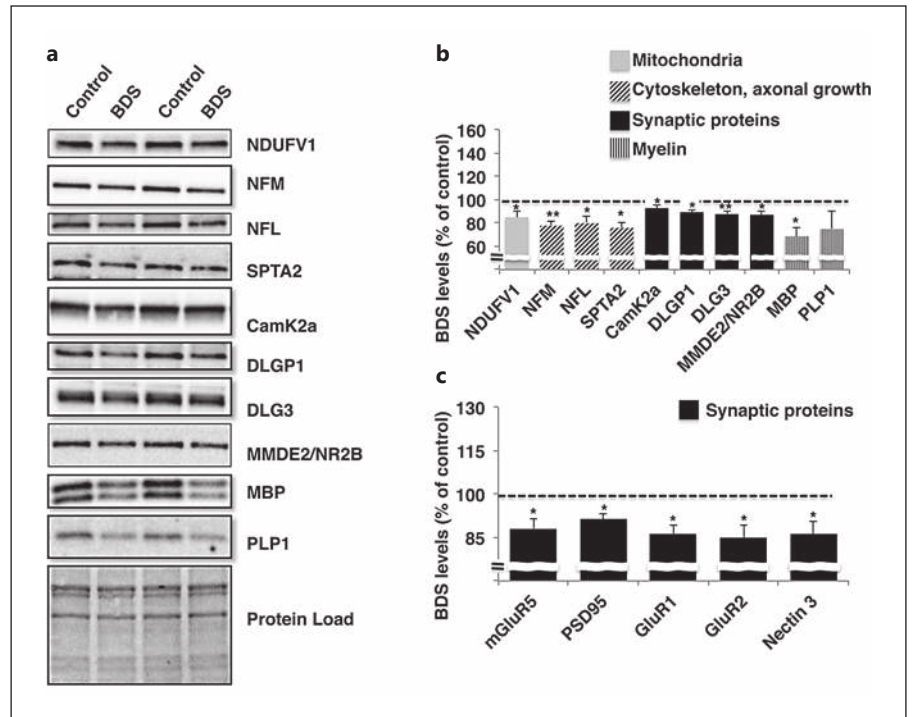 a
Control
BDS
Control
BDS
NDUFV1
NFM
NFL
SPTA2
CamK2a
DLGP1
DLG3
MMDE2/NR2B
MBP
PLP1
Protein Load
b
Mitochondria
Cytoskeleton, axonal growth
Synaptic proteins
Myelin
BDS levels (% of control)
160
140
120
100
80
60
*
**
*
*
*
*
**
*
*
NDUFV1
NFM
NFL
SPTA2
CamK2a
DLGP1
DLG3
MMDE2/NR2B
MBP
PLP1
c
Synaptic proteins
BDS levels (% of control)
130
115
100
85
*
*
*
*
*
mGluR5
PSD95
GluR1
GluR2
Nectin 3